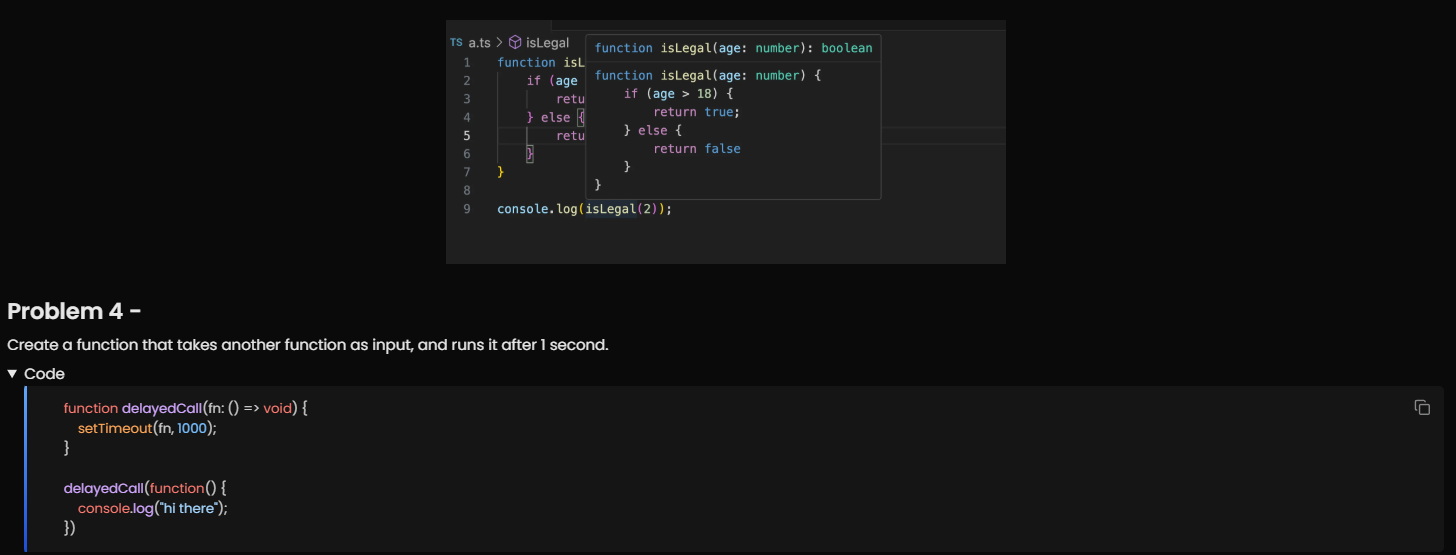 TS a.ts > isLegal
1 function isL
2 if (age
3 retu
4 } else {
5 retu
6 }
7 }
8
9 console.log(isLegal(2));
function isLegal(age: number): boolean
function isLegal(age: number) {
if (age > 18) {
return true;
} else {
return false
}
}
Problem 4 -
Create a function that takes another function as input, and runs it after 1 second.
▼ Code
function delayedCall(fn: () => void) {
setTimeout(fn, 1000);
}
delayedCall(function() {
console.log("hi there");
})